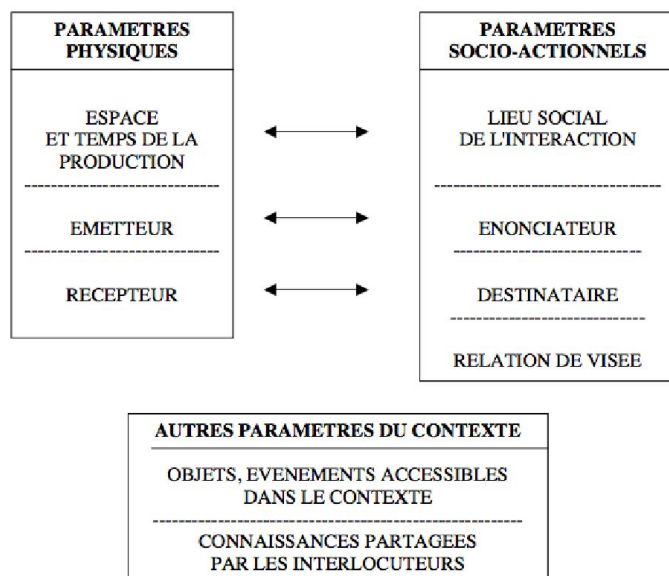 PARAMETRES
PHYSIQUES
ESPACE
ET TEMPS DE LA
PRODUCTION
EMETTEUR
RECEPTEUR
PARAMETRES
SOCIO-ACTIONNELS
LIEU SOCIAL
DE L'INTERACTION
ENONCIATEUR
DESTINATAIRE
RELATION DE VISEE
AUTRES PARAMETRES DU CONTEXTE
OBJETS, EVENEMENTS ACCESSIBLES
DANS LE CONTEXTE
CONNAISSANCES PARTAGEES
PAR LES INTERLOCUTEURS